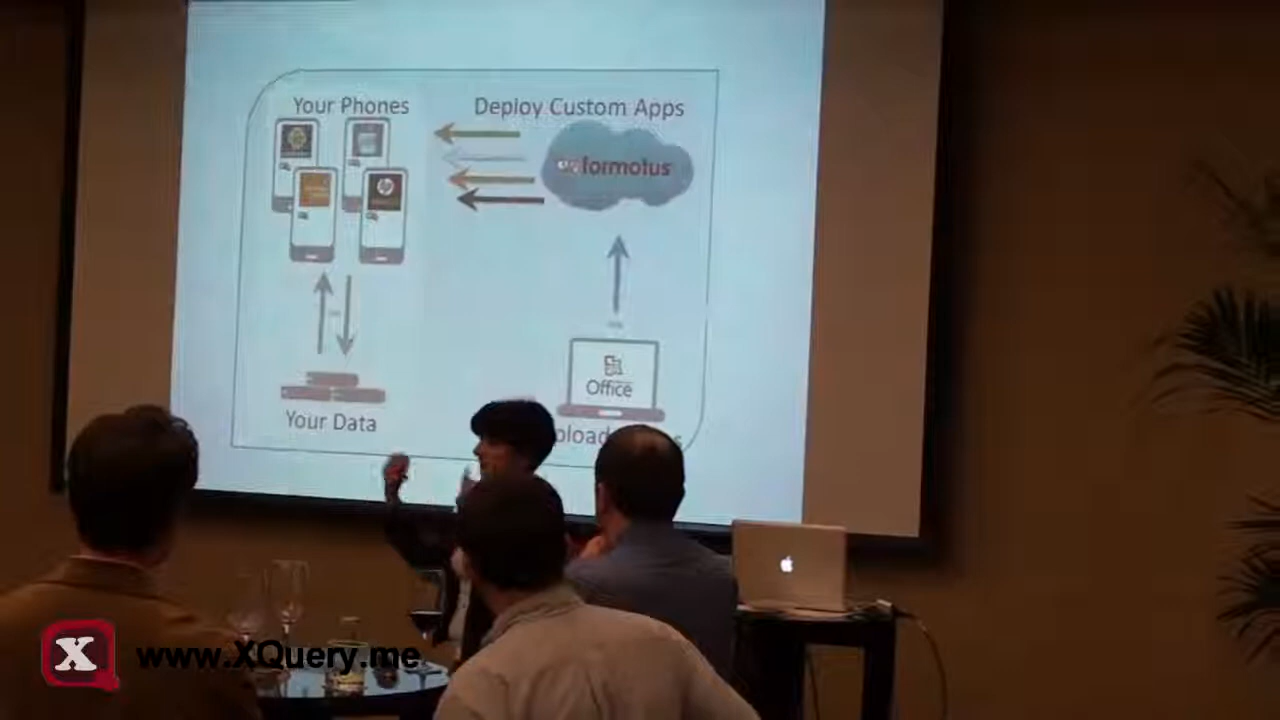 Your Phones
Deploy Custom Apps
formotus
Office
Your Data
X www.XQuery.me